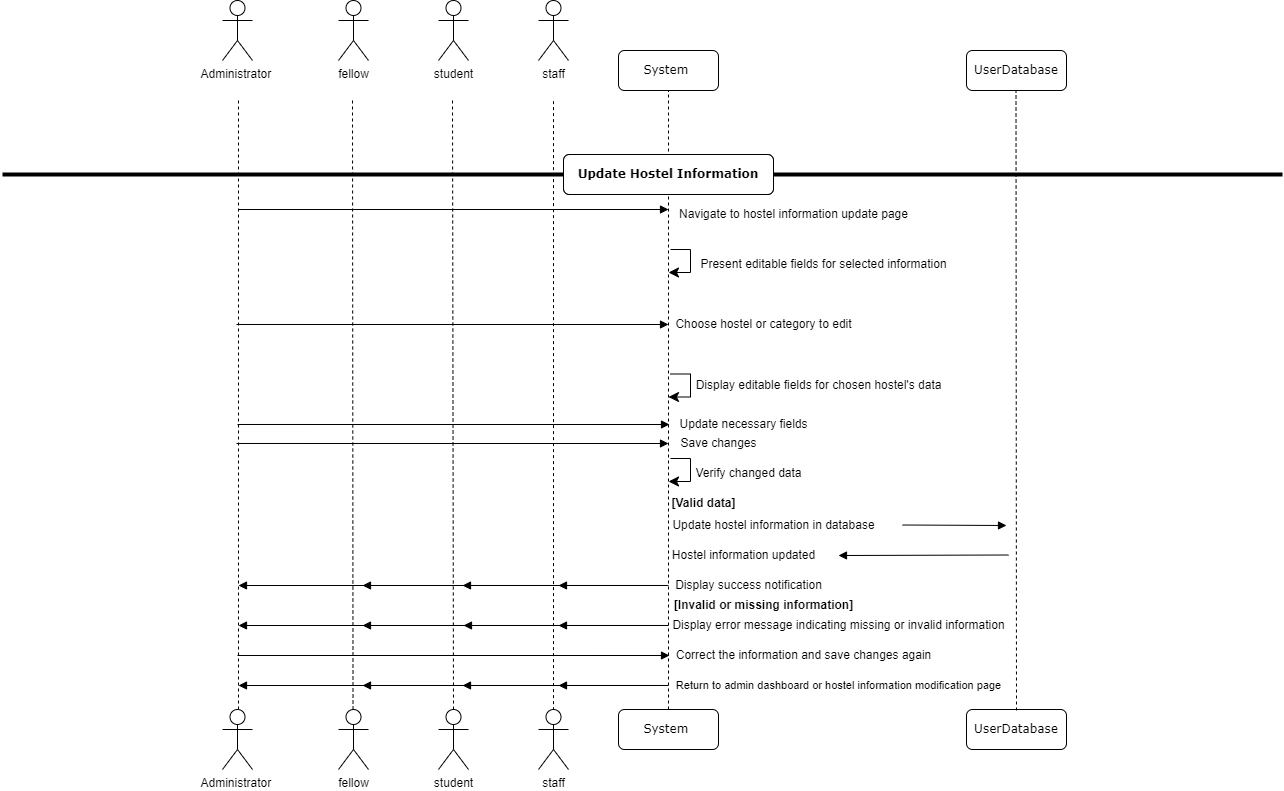 Administrator
fellow
student
staff
System
UserDatabase
Update Hostel Information
Navigate to hostel information update page
Present editable fields for selected information
Choose hostel or category to edit
Display editable fields for chosen hostel's data
Update necessary fields
Save changes
Verify changed data
[Valid data]
Update hostel information in database
Hostel information updated
Display success notification
[Invalid or missing information]
Display error message indicating missing or invalid information
Correct the information and save changes again
Return to admin dashboard or hostel information modification page
System
UserDatabase
Administrator
fellow
student
staff